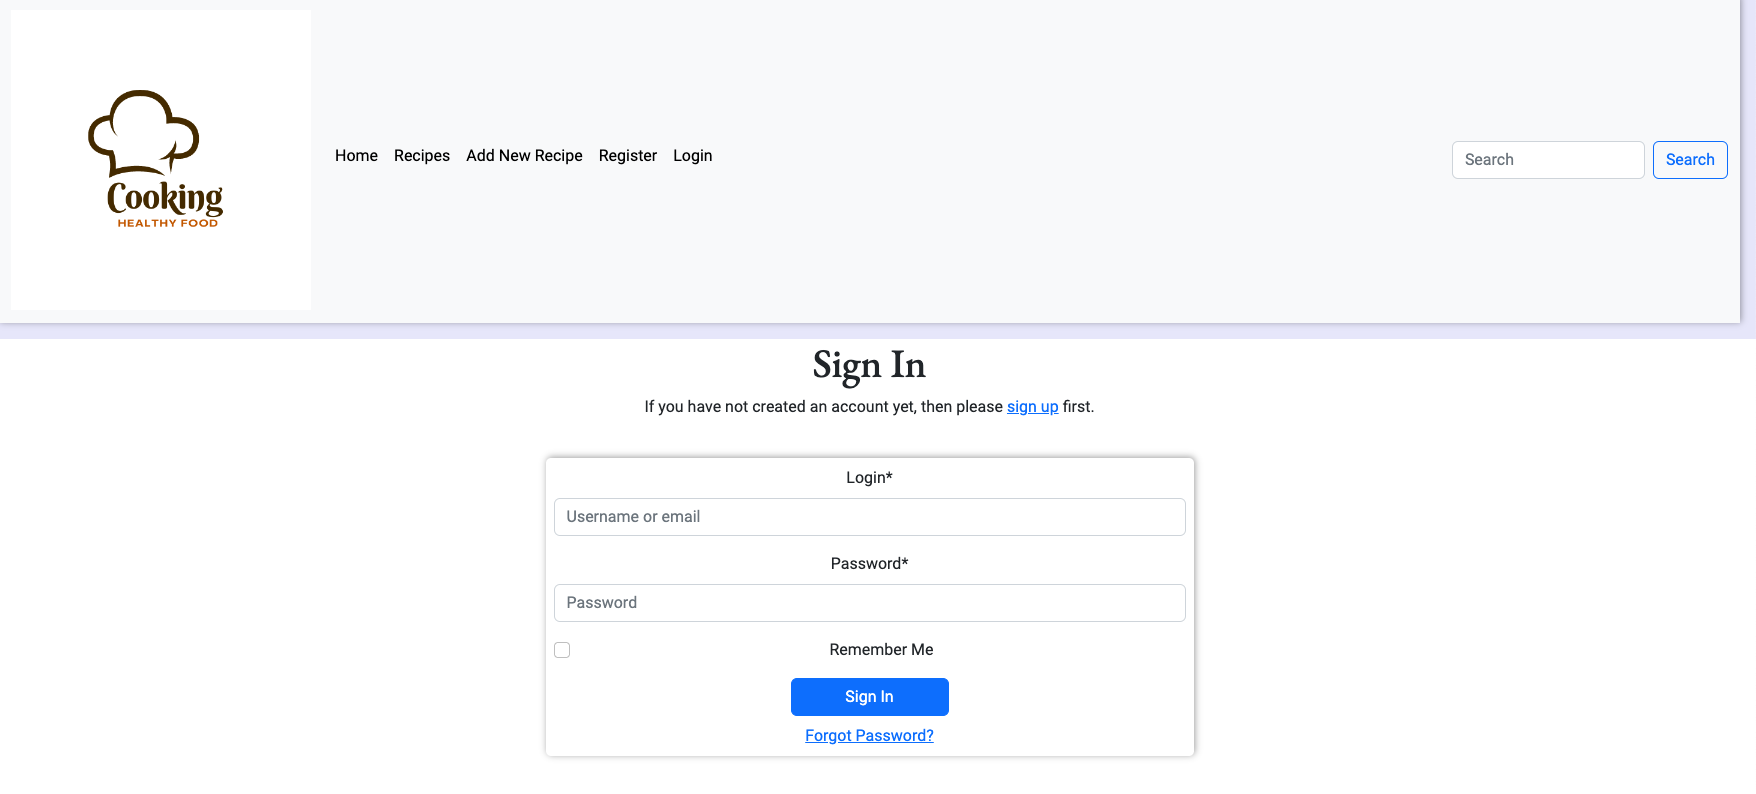 Cooking
HEALTHY FOOD
Home Recipes Add New Recipe Register Login
Search Search
Sign In
If you have not created an account yet, then please sign up first.
Login*
Username or email
Password*
Password
Remember Me
Sign In
Forgot Password?